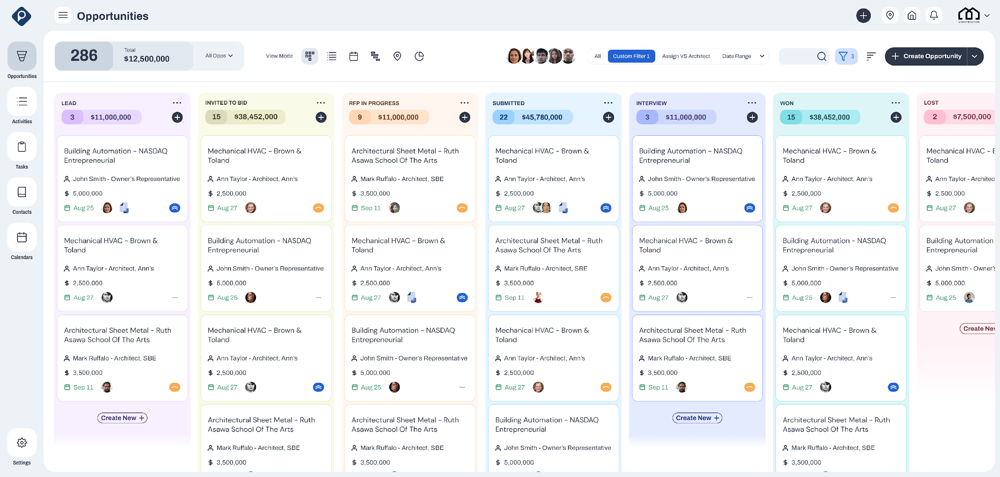 Opportunities
CONSTRUCTION
286
Total
$12,500,000
All Opps
View Mode
All
Custom Filter 1
Assign VS Architect
Date Range
3
Create Opportunity
Opportunities
Activities
Tasks
Contacts
Calendars
Settings
LEAD
3
$11,000,000
Building Automation – NASDAQ
Entrepreneurial
John Smith - Owner's Representative
$ 5,000,000
Aug 25
Mechanical HVAC – Brown &
Toland
Ann Taylor - Architect, Ann's
$ 2,500,000
Aug 27
Architectural Sheet Metal – Ruth
Asawa School Of The Arts
Mark Ruffalo - Architect, SBE
$ 3,500,000
Sep 11
Create New +
INVITED TO BID
15
$38,452,000
Mechanical HVAC – Brown &
Toland
Ann Taylor - Architect, Ann's
$ 2,500,000
Aug 27
Building Automation – NASDAQ
Entrepreneurial
John Smith - Owner's Representative
$ 5,000,000
Aug 25
Mechanical HVAC – Brown &
Toland
Ann Taylor - Architect, Ann's
$ 2,500,000
Aug 27
Architectural Sheet Metal – Ruth
Asawa School Of The Arts
Mark Ruffalo - Architect, SBE
$ 3,500,000
RFP IN PROGRESS
9
$11,000,000
Architectural Sheet Metal – Ruth
Asawa School Of The Arts
Mark Ruffalo - Architect, SBE
$ 3,500,000
Sep 11
Mechanical HVAC – Brown &
Toland
Ann Taylor - Architect, Ann's
$ 2,500,000
Aug 27
Building Automation – NASDAQ
Entrepreneurial
John Smith - Owner's Representative
$ 5,000,000
Aug 25
Architectural Sheet Metal – Ruth
Asawa School Of The Arts
Mark Ruffalo - Architect, SBE
$ 3,500,000
SUBMITTED
22
$45,780,000
Mechanical HVAC – Brown &
Toland
Ann Taylor - Architect, Ann's
$ 2,500,000
Aug 27
Architectural Sheet Metal – Ruth
Asawa School Of The Arts
Mark Ruffalo - Architect, SBE
$ 3,500,000
Sep 11
Mechanical HVAC – Brown &
Toland
Ann Taylor - Architect, Ann's
$ 2,500,000
Aug 27
Building Automation – NASDAQ
Entrepreneurial
John Smith - Owner's Representative
$ 5,000,000
INTERVIEW
3
$11,000,000
Building Automation – NASDAQ
Entrepreneurial
John Smith - Owner's Representative
$ 5,000,000
Aug 25
Mechanical HVAC – Brown &
Toland
Ann Taylor - Architect, Ann's
$ 2,500,000
Aug 27
Architectural Sheet Metal – Ruth
Asawa School Of The Arts
Mark Ruffalo - Architect, SBE
$ 3,500,000
Sep 11
Create New +
WON
15
$38,452,000
Mechanical HVAC – Brown &
Toland
Ann Taylor - Architect, Ann's
$ 2,500,000
Aug 27
Building Automation – NASDAQ
Entrepreneurial
John Smith - Owner's Representative
$ 5,000,000
Aug 25
Mechanical HVAC – Brown &
Toland
Ann Taylor - Architect, Ann's
$ 2,500,000
Aug 27
Architectural Sheet Metal – Ruth
Asawa School Of The Arts
Mark Ruffalo - Architect, SBE
$ 3,500,000
LOST
2
$7,500,000
Mechanical HVAC –
Toland
Ann Taylor - Architec
$ 2,500,000
Aug 27
Building Automation
Entrepreneurial
John Smith - Owner's
$ 5,000,000
Aug 25
Create New